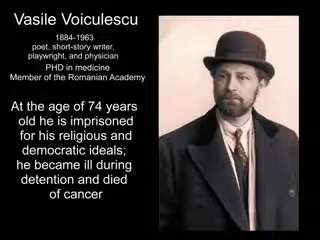 Vasile Voiculescu
1884-1963
poet, short-story writer,
playwright, and physician
PHD in medicine
Member of the Romanian Academy
At the age of 74 years
old he is imprisoned
for his religious and
democratic ideals;
he became ill during
detention and died
of cancer